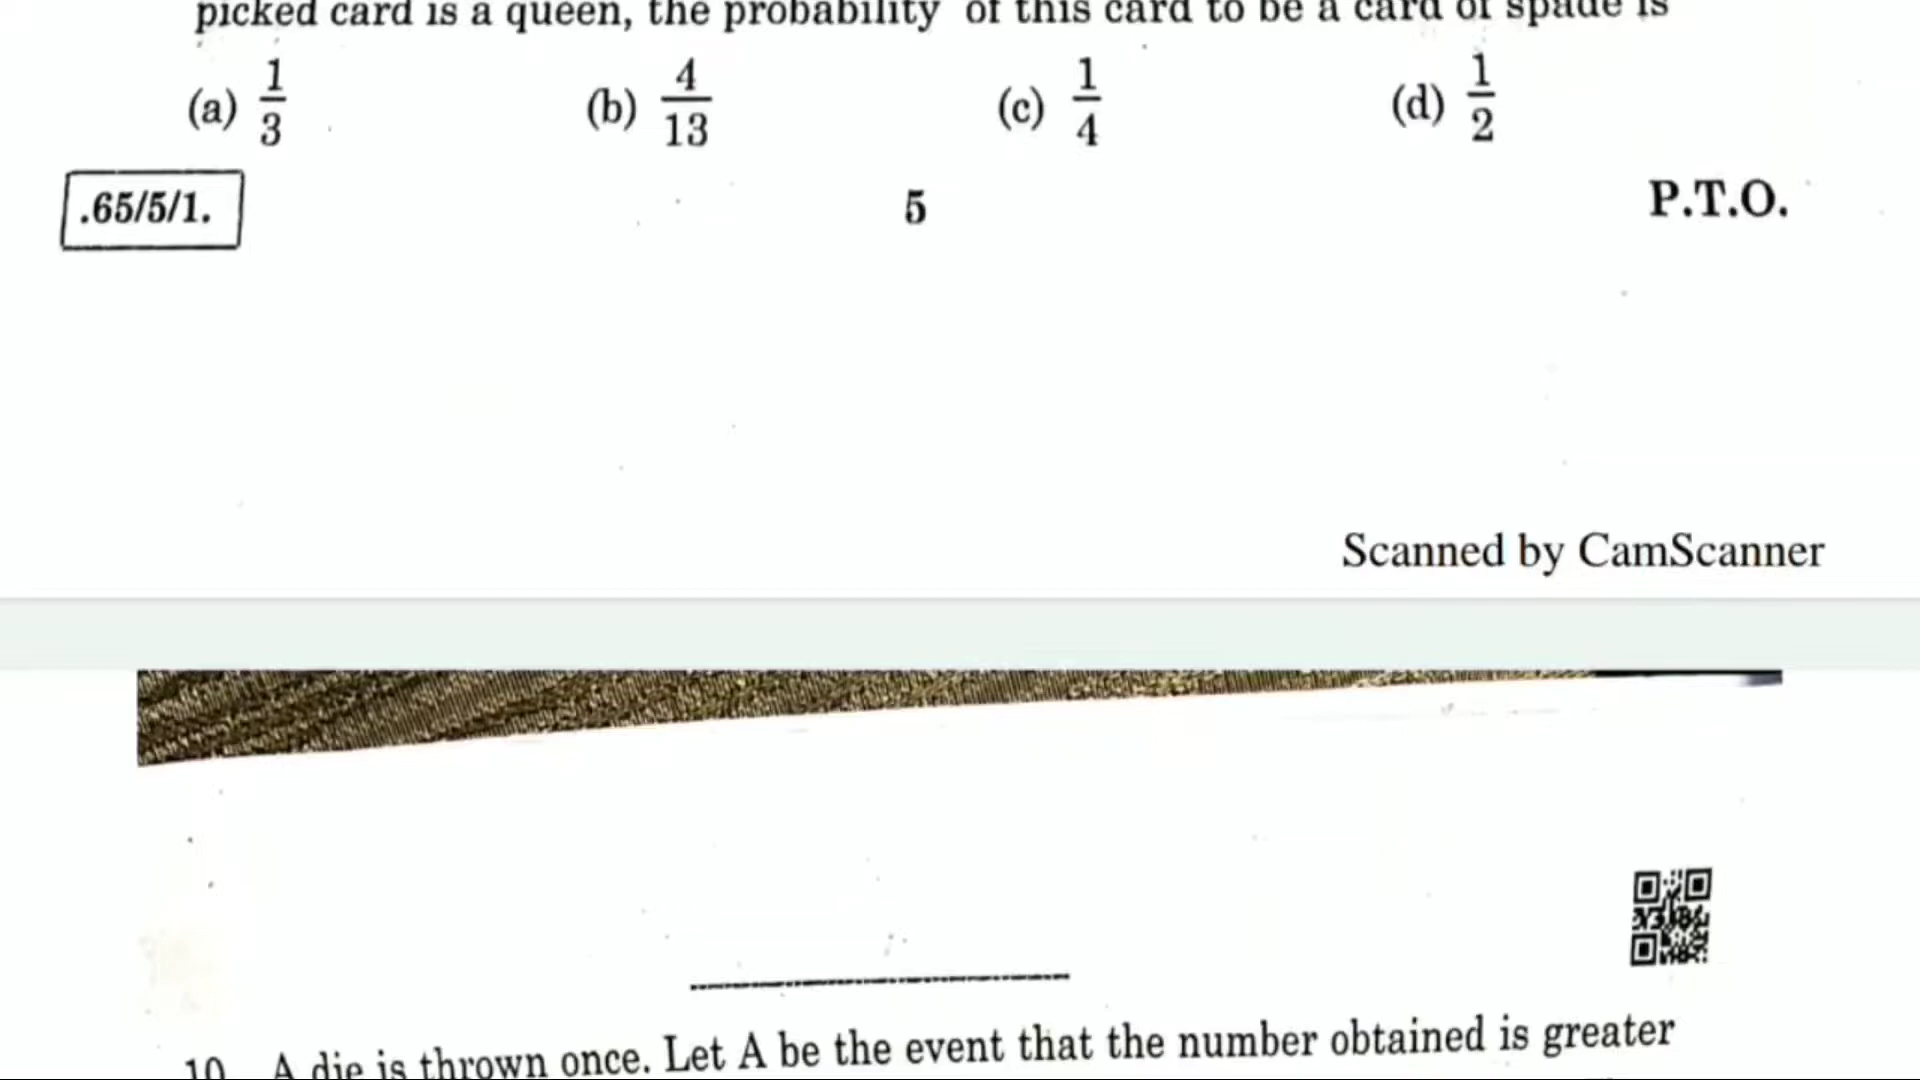 picked card is a queen, the probability of this card to be a card of spade is
(a) 1/3 (b) 4/13 (c) 1/4 (d) 1/2
.65/5/1. 5 P.T.O.
Scanned by CamScanner
10. A die is thrown once. Let A be the event that the number obtained is greater